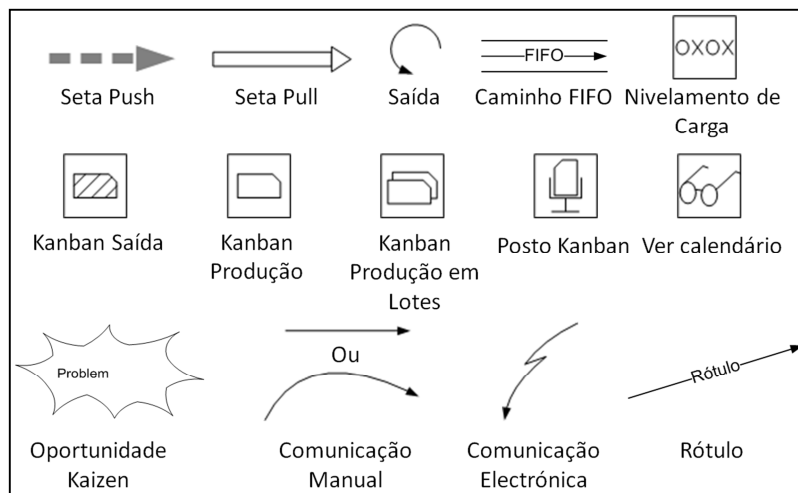 FIFO
OXOX
Seta Push
Seta Pull
Saída
Caminho FIFO
Nivelamento de
Carga
Kanban Saída
Kanban
Produção
Kanban
Produção em
Lotes
Posto Kanban
Ver calendário
Problem
Ou
Rótulo
Oportunidade
Kaizen
Comunicação
Manual
Comunicação
Electrónica
Rótulo